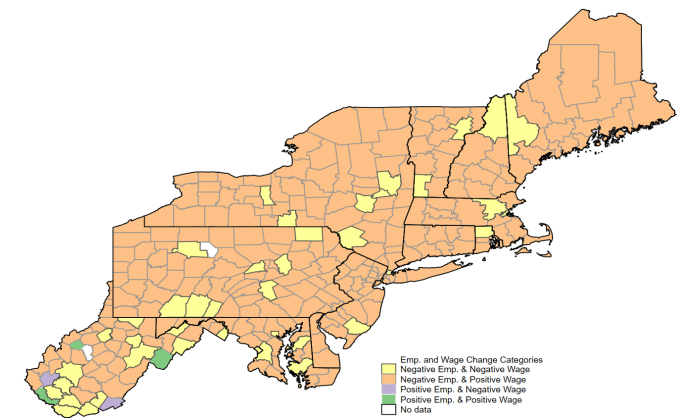 Emp. and Wage Change Categories
Negative Emp. & Negative Wage
Negative Emp. & Positive Wage
Positive Emp. & Negative Wage
Positive Emp. & Positive Wage
No data